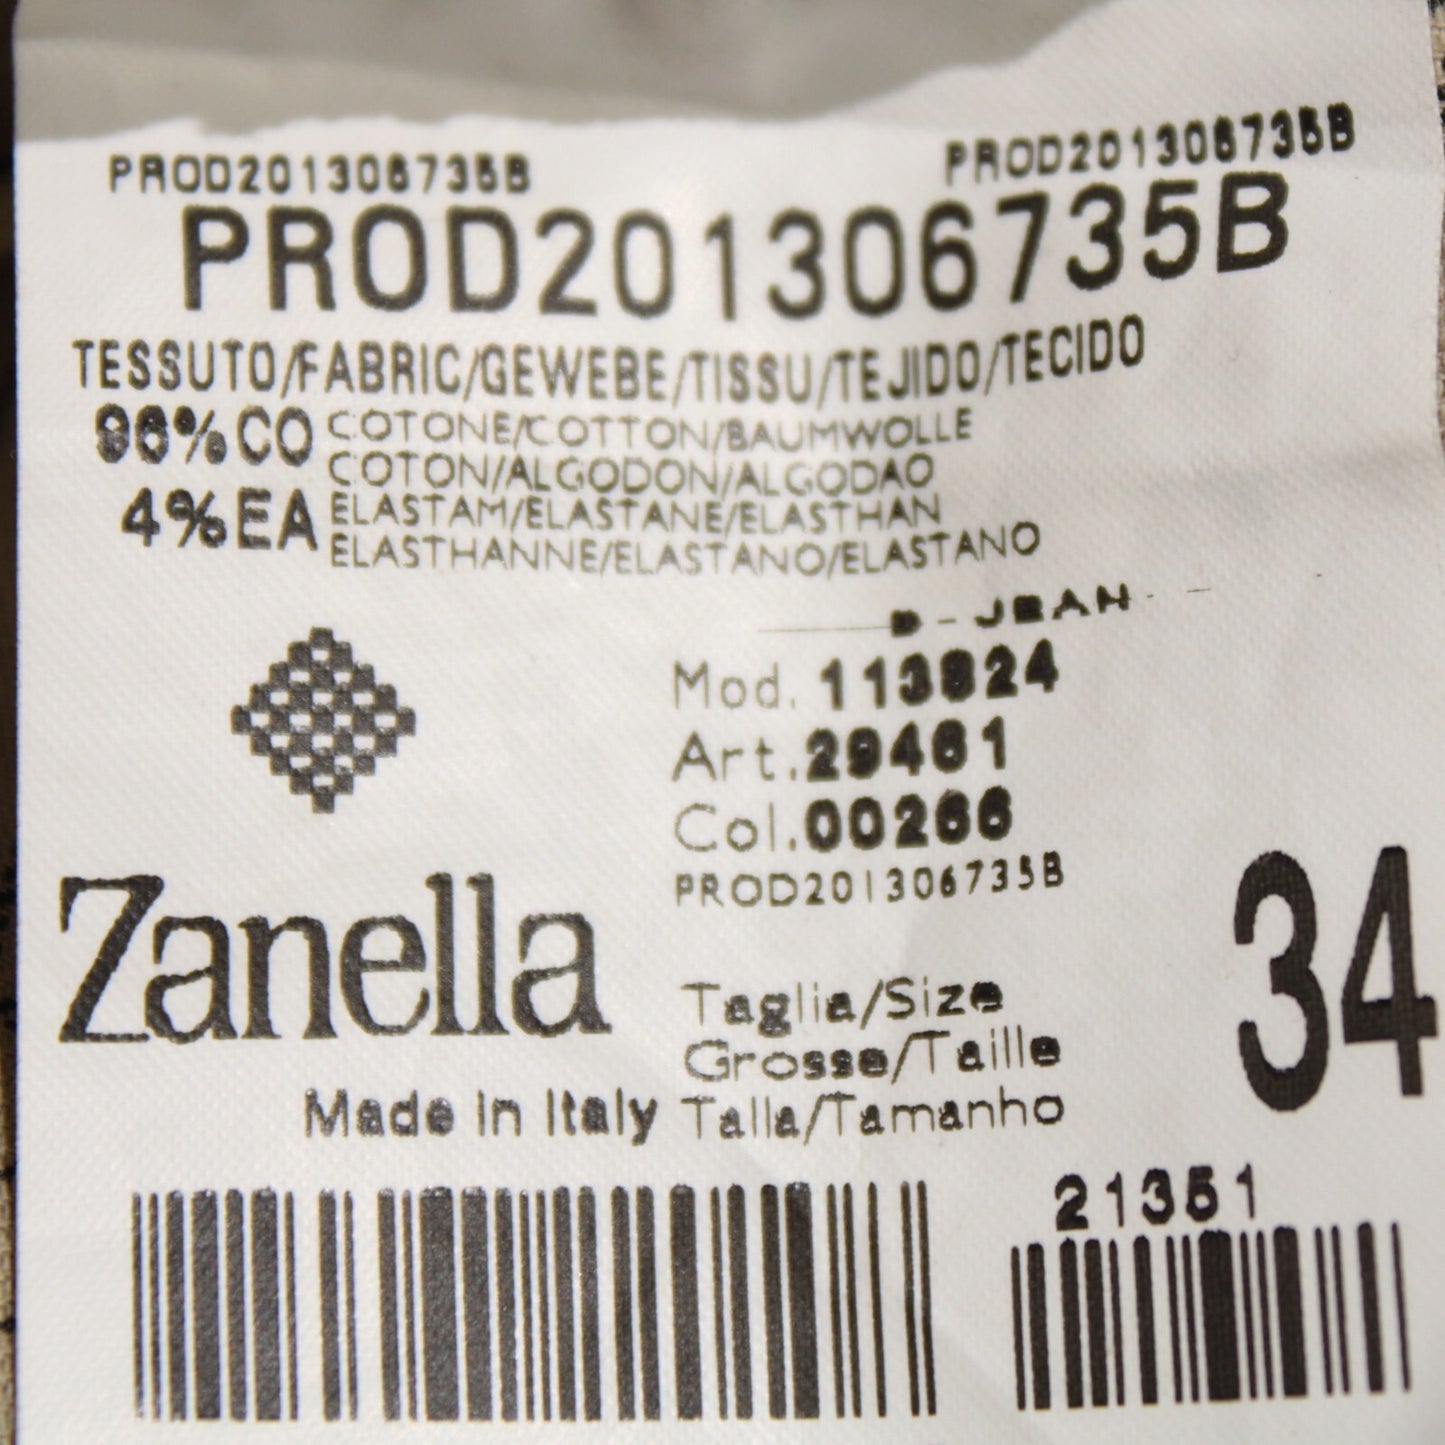 PROD201306735B PROD201306735B
PROD201306735B
TESSUTO/FABRIC/GEWEBE/TISSU/TEJIDO/TECIDO
96%CO COTONE/COTTON/BAUMWOLLE
COTON/ALGODON/ALGODAO
4%EA ELASTAM/ELASTANE/ELASTHAN
ELASTHANNE/ELASTANO/ELASTANO
D-JEAN
Mod. 113824
Art. 29461
Col. 00266
PROD201306735B
Zanella
Made In Italy
Taglia/Size
Grosse/Taille
Talla/Tamanho
34
21351